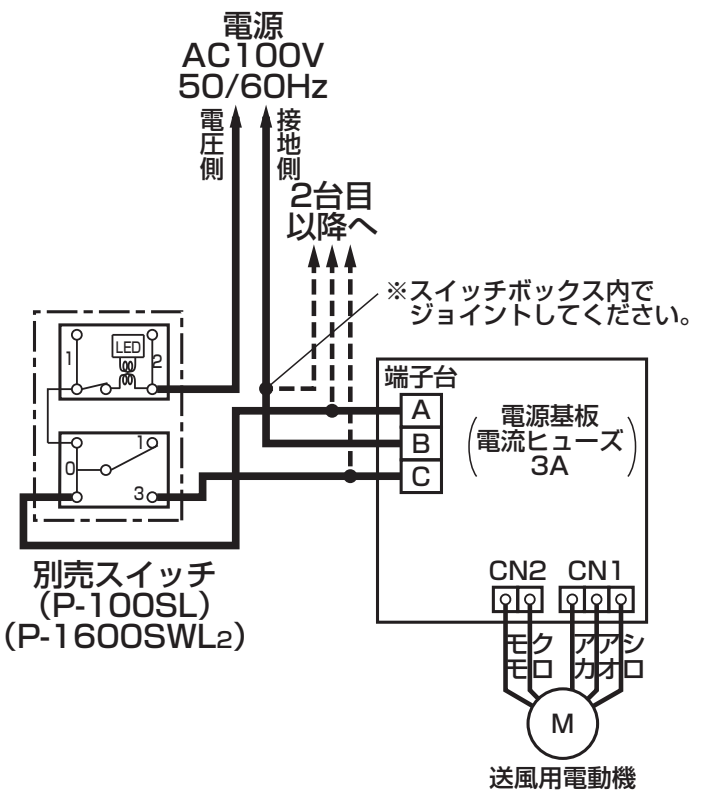 電源
AC100V
50/60Hz
電圧側
接地側
2台目
以降へ
※スイッチボックス内で
ジョイントしてください。
1
LED
2
0
1
3
端子台
A
B
C
電源基板
電流ヒューズ
3A
別売スイッチ
(P-100SL)
(P-1600SWL2)
CN2
CN1
モモ
クロ
アカ
アオ
シロ
M
送風用電動機